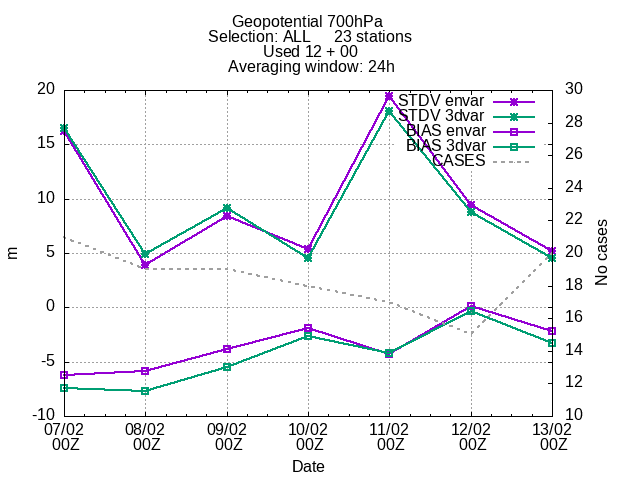 Geopotential 700hPa
Selection: ALL 23 stations
Used 12 + 00
Averaging window: 24h
20
15
10
5
0
-5
-10
m
30
28
26
24
22
20
18
16
14
12
10
No cases
STDV envar
STDV 3dvar
BIAS envar
BIAS 3dvar
CASES
07/02 08/02 09/02 10/02 11/02 12/02 13/02
00Z 00Z 00Z 00Z 00Z 00Z 00Z
Date